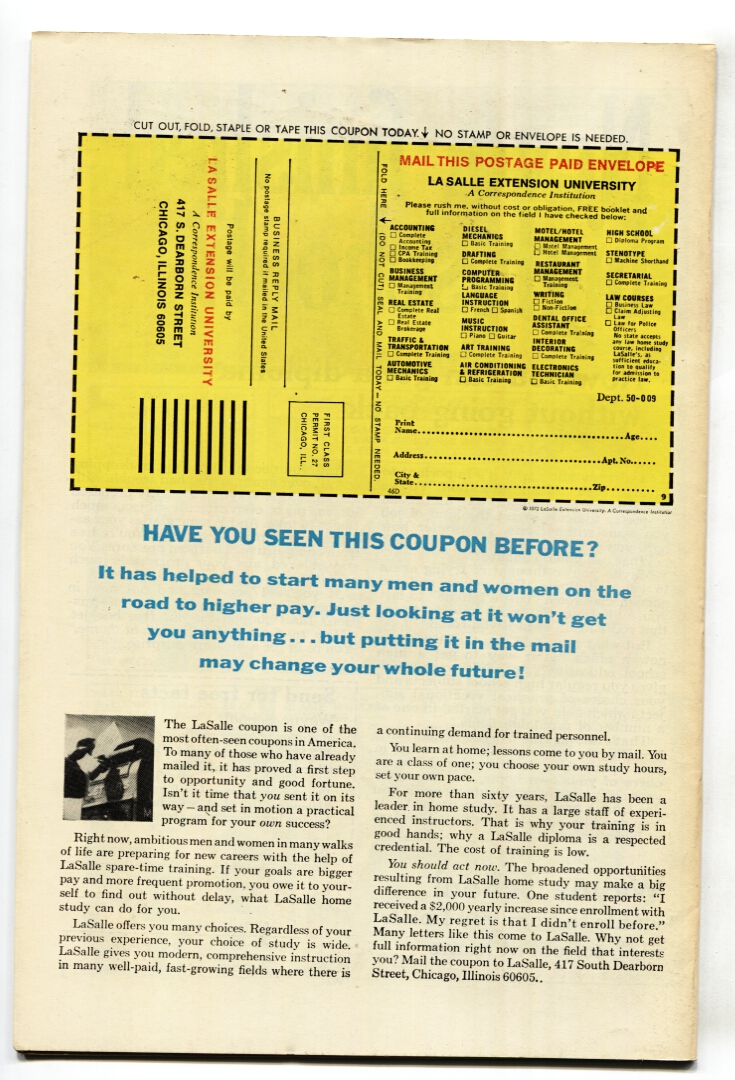 CUT OUT, FOLD, STAPLE OR TAPE THIS COUPON TODAY. ↓ NO STAMP OR ENVELOPE IS NEEDED.
LA SALLE EXTENSION UNIVERSITY
A Correspondence Institution
417 S. DEARBORN STREET
CHICAGO, ILLINOIS 60605
Postage will be paid by
BUSINESS REPLY MAIL
No postage stamp required if mailed in the United States
FIRST CLASS
PERMIT NO. 27
CHICAGO, ILL.
FOLD HERE → (DO NOT CUT) SEAL AND MAIL TODAY — NO STAMP NEEDED.
MAIL THIS POSTAGE PAID ENVELOPE
LA SALLE EXTENSION UNIVERSITY
A Correspondence Institution
Please rush me, without cost or obligation, FREE booklet and
full information on the field I have checked below:
ACCOUNTING
Complete
Accounting
Income Tax
CPA Training
Bookkeeping
BUSINESS
MANAGEMENT
Management
Training
REAL ESTATE
Complete Real
Estate
Real Estate
Brokerage
TRAFFIC &
TRANSPORTATION
Complete Training
AUTOMOTIVE
MECHANICS
Basic Training
DIESEL
MECHANICS
Basic Training
DRAFTING
Complete Training
COMPUTER
PROGRAMMING
Basic Training
LANGUAGE
INSTRUCTION
French Spanish
MUSIC
INSTRUCTION
Piano Guitar
ART TRAINING
Complete Training
AIR CONDITIONING
& REFRIGERATION
Basic Training
MOTEL/HOTEL
MANAGEMENT
Motel Management
Hotel Management
RESTAURANT
MANAGEMENT
Management
Training
WRITING
Fiction
Non-Fiction
DENTAL OFFICE
ASSISTANT
Complete Training
INTERIOR
DECORATING
Complete Training
ELECTRONICS
TECHNICIAN
Basic Training
HIGH SCHOOL
Diploma Program
STENOTYPE
Machine Shorthand
SECRETARIAL
Complete Training
LAW COURSES
Business Law
Claim Adjusting
Law
Law for Police
Officers
No state accepts
any law home study
course, including
LaSalle's, as
sufficient educa-
tion to qualify
for admission to
practice law.
Dept. 50-009
Print
Name.......... Age....
Address.......... Apt. No......
City &
State.......... Zip..........
46D
9
© 1972 LaSalle Extension University, A Correspondence Institution
HAVE YOU SEEN THIS COUPON BEFORE?
It has helped to start many men and women on the
road to higher pay. Just looking at it won't get
you anything...but putting it in the mail
may change your whole future!
The LaSalle coupon is one of the
most often-seen coupons in America.
To many of those who have already
mailed it, it has proved a first step
to opportunity and good fortune.
Isn't it time that you sent it on its
way—and set in motion a practical
program for your own success?
Right now, ambitious men and women in many walks
of life are preparing for new careers with the help of
LaSalle spare-time training. If your goals are bigger
pay and more frequent promotion, you owe it to your-
self to find out without delay, what LaSalle home
study can do for you.
LaSalle offers you many choices. Regardless of your
previous experience, your choice of study is wide.
LaSalle gives you modern, comprehensive instruction
in many well-paid, fast-growing fields where there is
a continuing demand for trained personnel.
You learn at home; lessons come to you by mail. You
are a class of one; you choose your own study hours,
set your own pace.
For more than sixty years, LaSalle has been a
leader in home study. It has a large staff of experi-
enced instructors. That is why your training is in
good hands; why a LaSalle diploma is a respected
credential. The cost of training is low.
You should act now. The broadened opportunities
resulting from LaSalle home study may make a big
difference in your future. One student reports: "I
received a $2,000 yearly increase since enrollment with
LaSalle. My regret is that I didn't enroll before."
Many letters like this come to LaSalle. Why not get
full information right now on the field that interests
you? Mail the coupon to LaSalle, 417 South Dearborn
Street, Chicago, Illinois 60605..